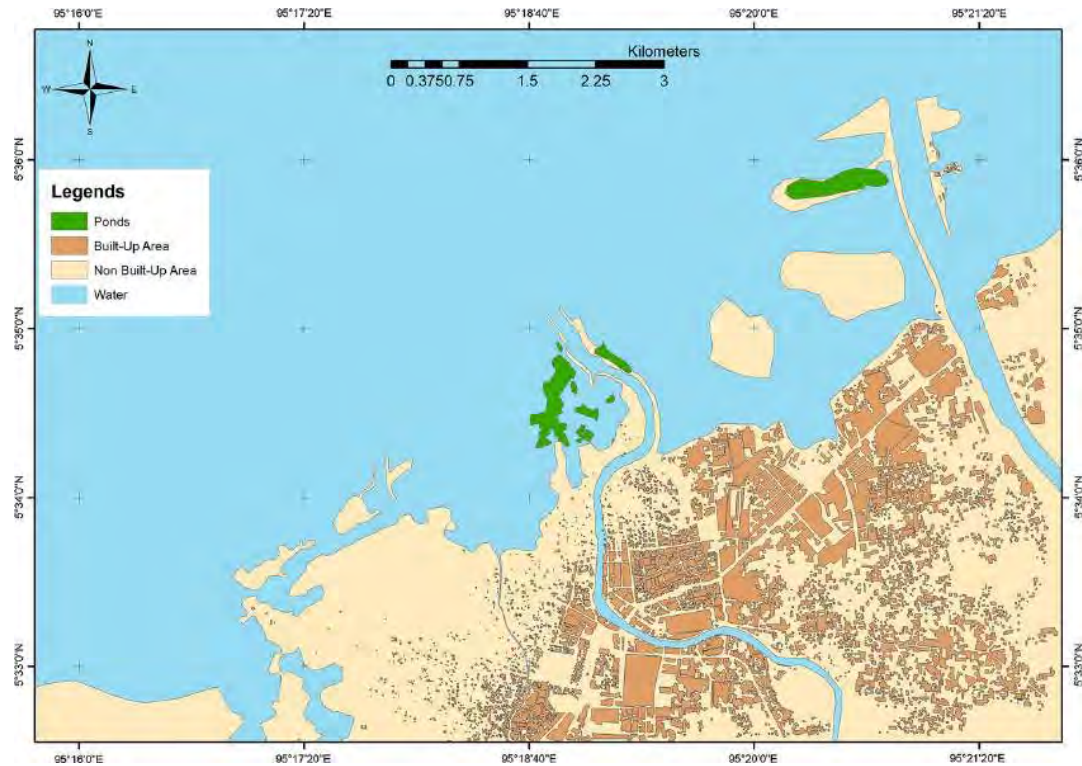 95°16'0"E 95°17'20"E 95°18'40"E 95°20'0"E 95°21'20"E
Kilometers
0 0.375 0.75 1.5 2.25 3
N
W E
S
5°36'0"N 5°36'0"N
Legends
Ponds
Built-Up Area
Non Built-Up Area
Water
5°35'0"N 5°35'0"N
5°34'0"N 5°34'0"N
5°33'0"N 5°33'0"N
95°16'0"E 95°17'20"E 95°18'40"E 95°20'0"E 95°21'20"E